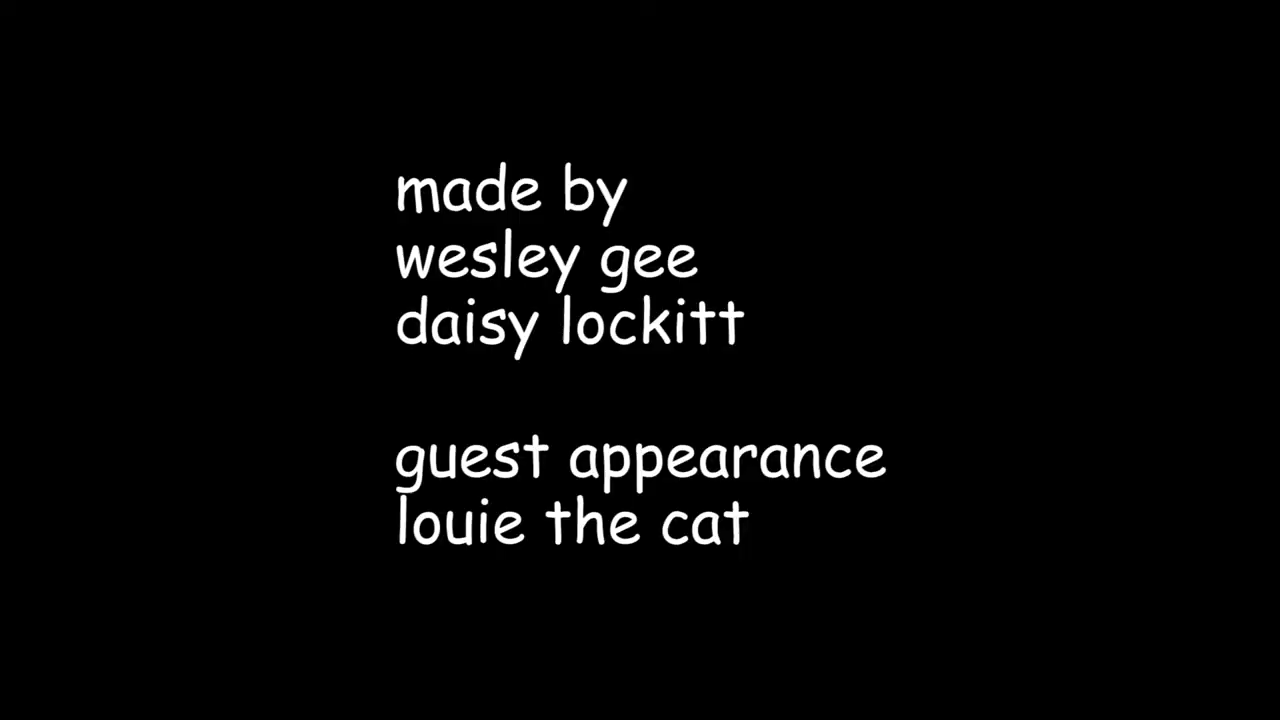 made by
wesley gee
daisy lockitt
guest appearance
louie the cat